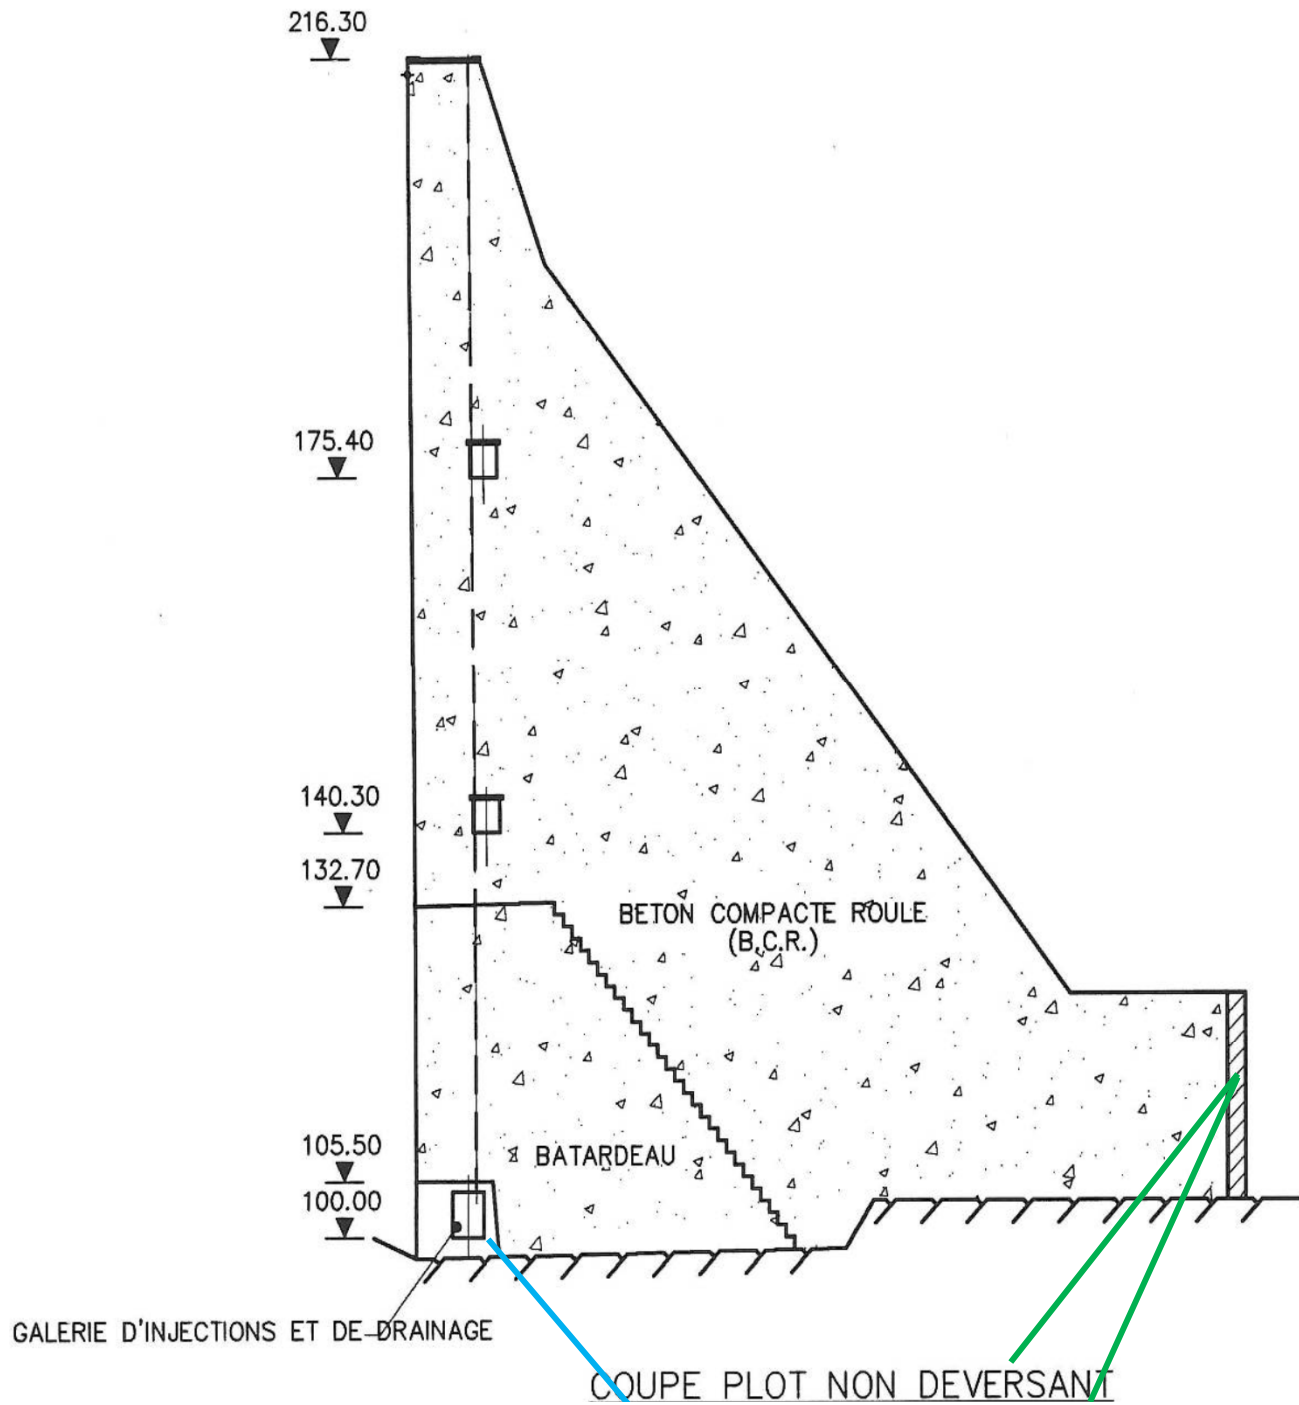 216.30
175.40
140.30
132.70
BETON COMPACTE ROULE
(B.C.R.)
105.50
BATARDEAU
100.00
GALERIE D'INJECTIONS ET DE DRAINAGE
COUPE PLOT NON DEVERSANT